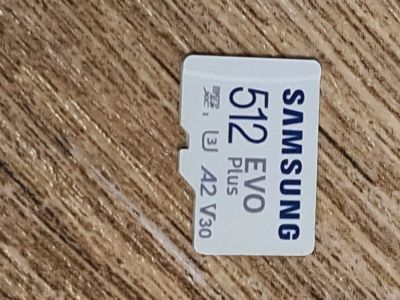 SAMSUNG
EVO
Plus
512
micro
SD
XC I
U3 A2 V30